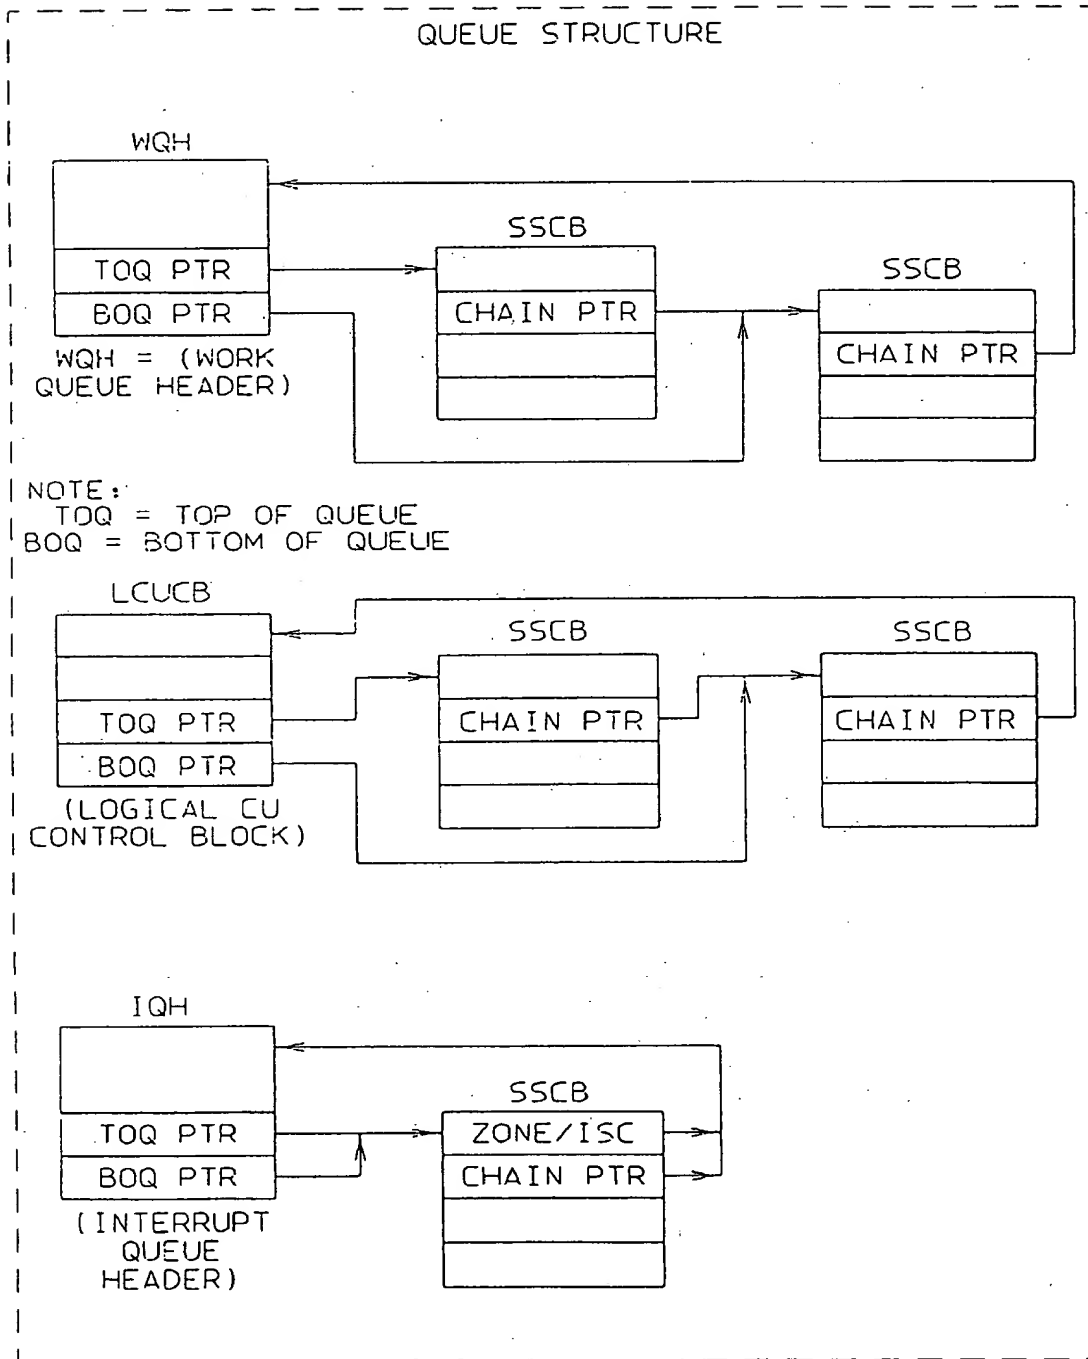 QUEUE STRUCTURE
WQH
TOQ PTR
BOQ PTR
WQH = (WORK
QUEUE HEADER)
SSCB
CHAIN PTR
SSCB
CHAIN PTR
NOTE:
TOQ = TOP OF QUEUE
BOQ = BOTTOM OF QUEUE
LCUCB
TOQ PTR
BOQ PTR
(LOGICAL CU
CONTROL BLOCK)
SSCB
CHAIN PTR
SSCB
CHAIN PTR
IQH
TOQ PTR
BOQ PTR
(INTERRUPT
QUEUE
HEADER)
SSCB
ZONE/ISC
CHAIN PTR